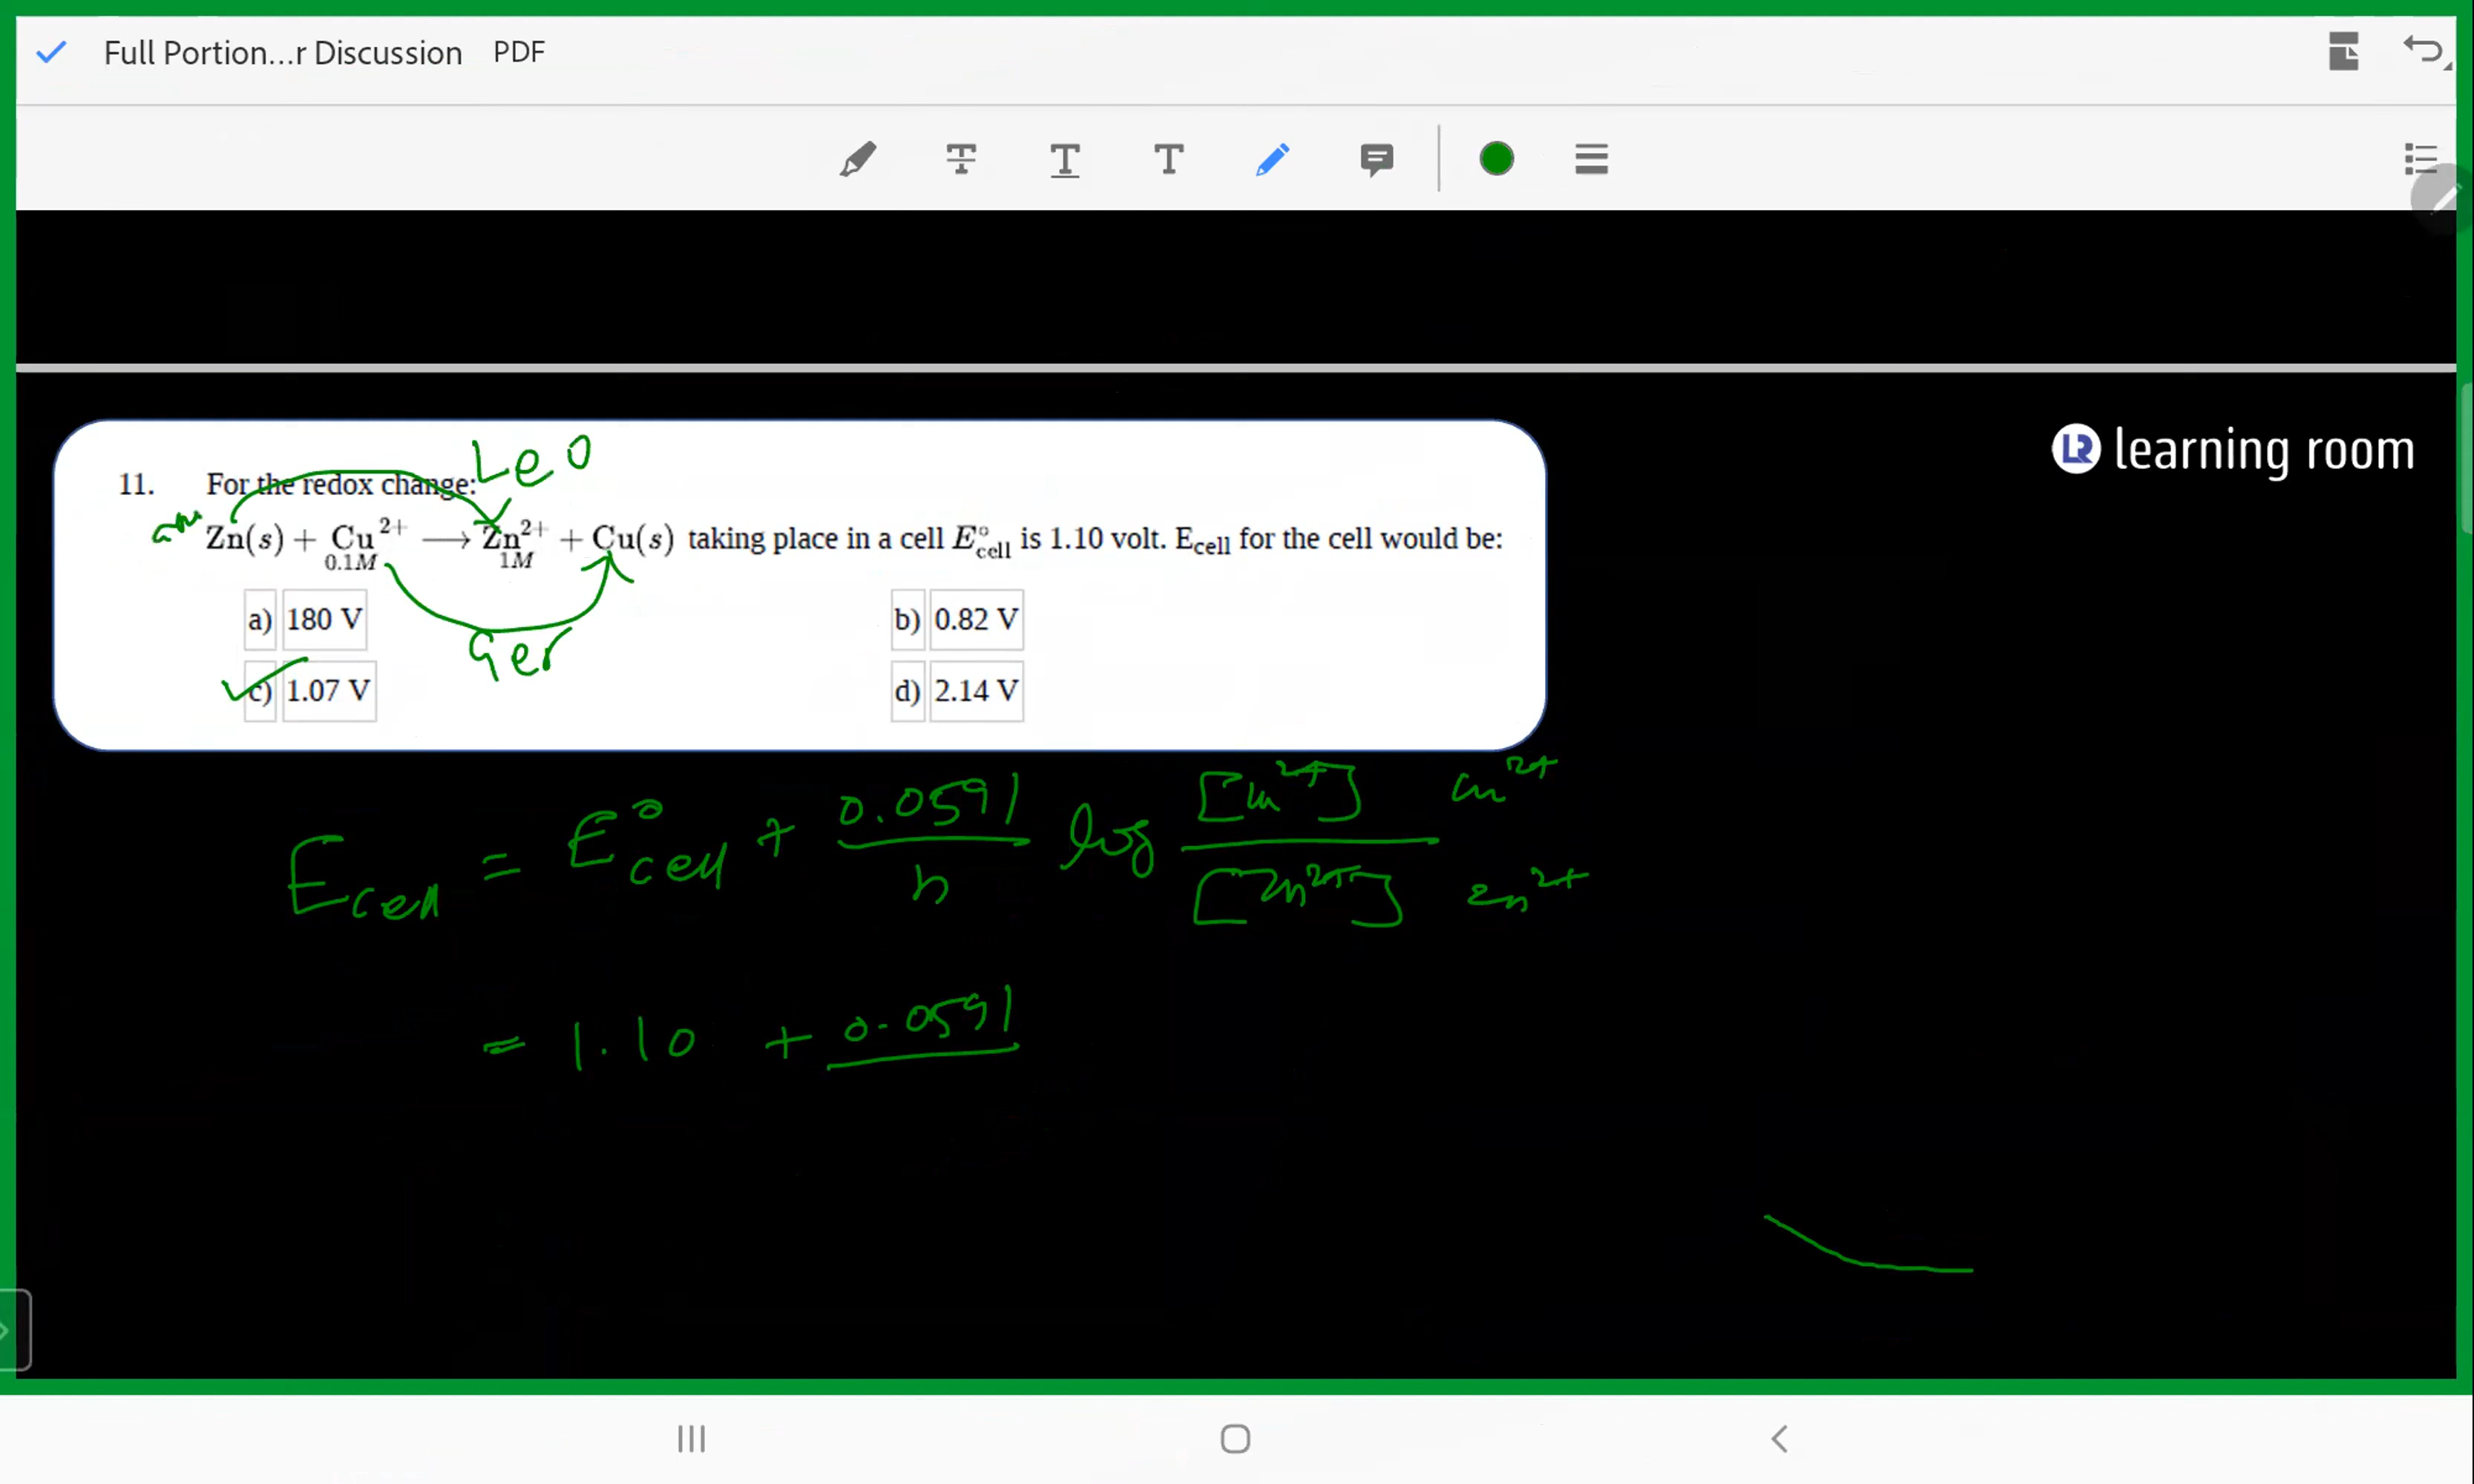 Full Portion...r Discussion PDF
learning room
LeO
11. For the redox change:
an Zn(s) + Cu²⁺ ⟶ Zn²⁺ + Cu(s) taking place in a cell E°cell is 1.10 volt. Ecell for the cell would be:
0.1M 1M
a) 180 V b) 0.82 V
Ger
c) 1.07 V d) 2.14 V
Ecell = E°cell + 0.0591/n log [Cu²⁺]/[Zn²⁺] Cu²⁺ Zn²⁺
= 1.10 + 0.0591